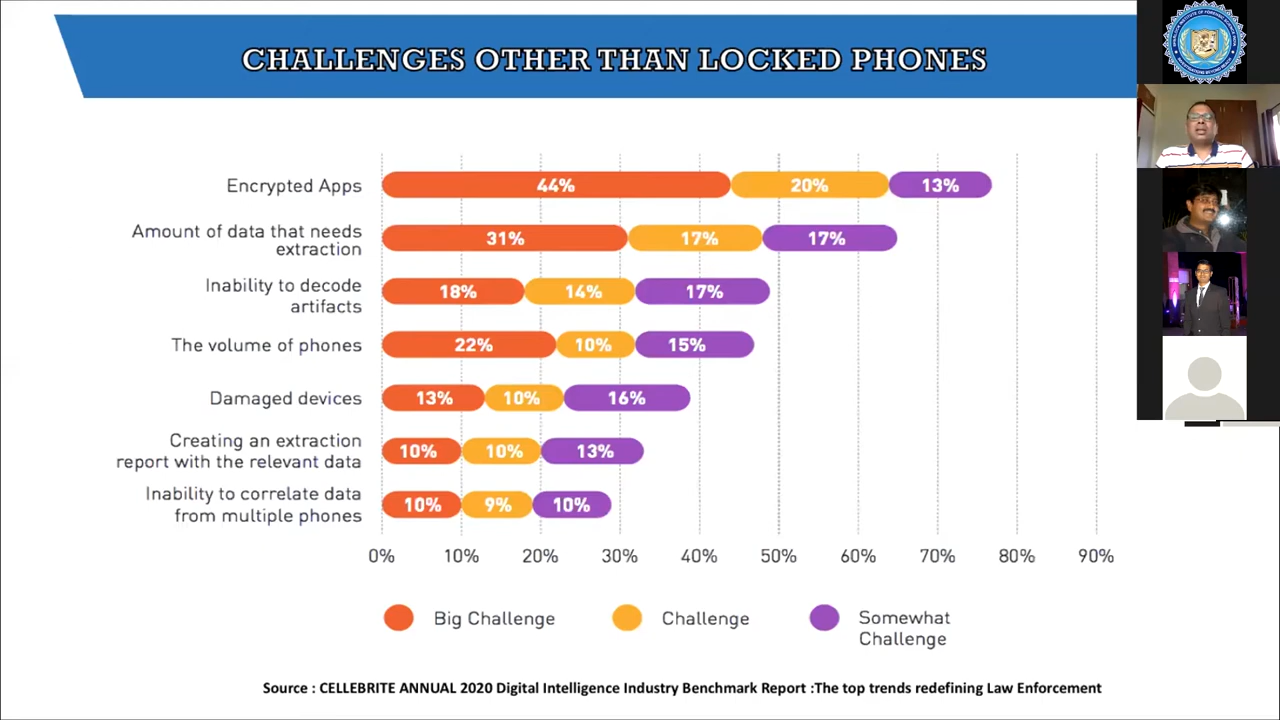 CHALLENGES OTHER THAN LOCKED PHONES
Encrypted Apps
44% 20% 13%
Amount of data that needs
extraction
31% 17% 17%
Inability to decode
artifacts
18% 14% 17%
The volume of phones
22% 10% 15%
Damaged devices
13% 10% 16%
Creating an extraction
report with the relevant data
10% 10% 13%
Inability to correlate data
from multiple phones
10% 9% 10%
0% 10% 20% 30% 40% 50% 60% 70% 80% 90%
Big Challenge
Challenge
Somewhat
Challenge
Source : CELLEBRITE ANNUAL 2020 Digital Intelligence Industry Benchmark Report :The top trends redefining Law Enforcement